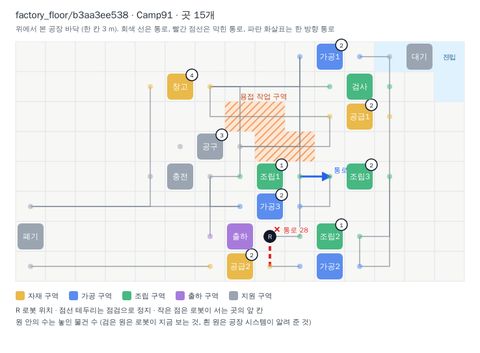 factory_floor/b3aa3ee538 · Camp91 · 곳 15개
위에서 본 공장 바닥 (한 칸 3 m). 회색 선은 통로, 빨간 점선은 막힌 통로, 파란 화살표는 한 방향 통로
가공1 2 대기 진입
창고 4 검사
용접 작업 구역
공급1 2
공구 3
충전 조립1 1 통로 조립3 2
가공3 2
폐기 출하 R ✕ 통로 28 조립2 1
공급2 2 가공2
자재 구역 가공 구역 조립 구역 출하 구역 지원 구역
R 로봇 위치 · 점선 테두리는 점검으로 정지 · 작은 점은 로봇이 서는 곳의 앞 칸
원 안의 수는 놓인 물건 수 (검은 원은 로봇이 지금 보는 것, 흰 원은 공장 시스템이 알려 준 것)